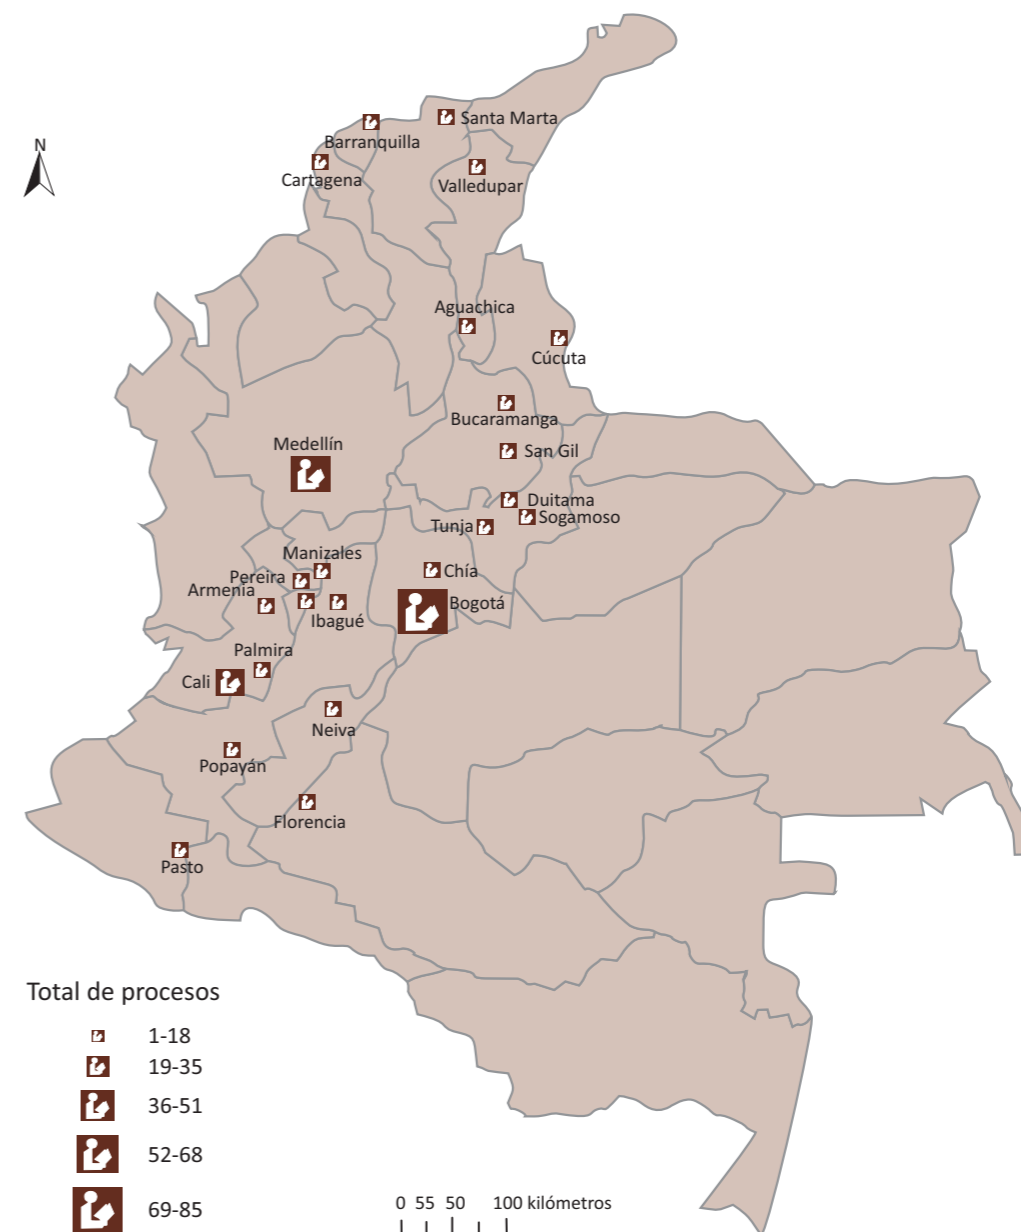 Santa Marta
Barranquilla
N
Cartagena
Valledupar
Aguachica
Cúcuta
Bucaramanga
Medellín
San Gil
Duitama
Sogamoso
Tunja
Manizales
Chía
Pereira
Armenia
Bogotá
Ibagué
Palmira
Cali
Neiva
Popayán
Florencia
Pasto
Total de procesos
1-18
19-35
36-51
52-68
69-85
0 55 50 100 kilómetros